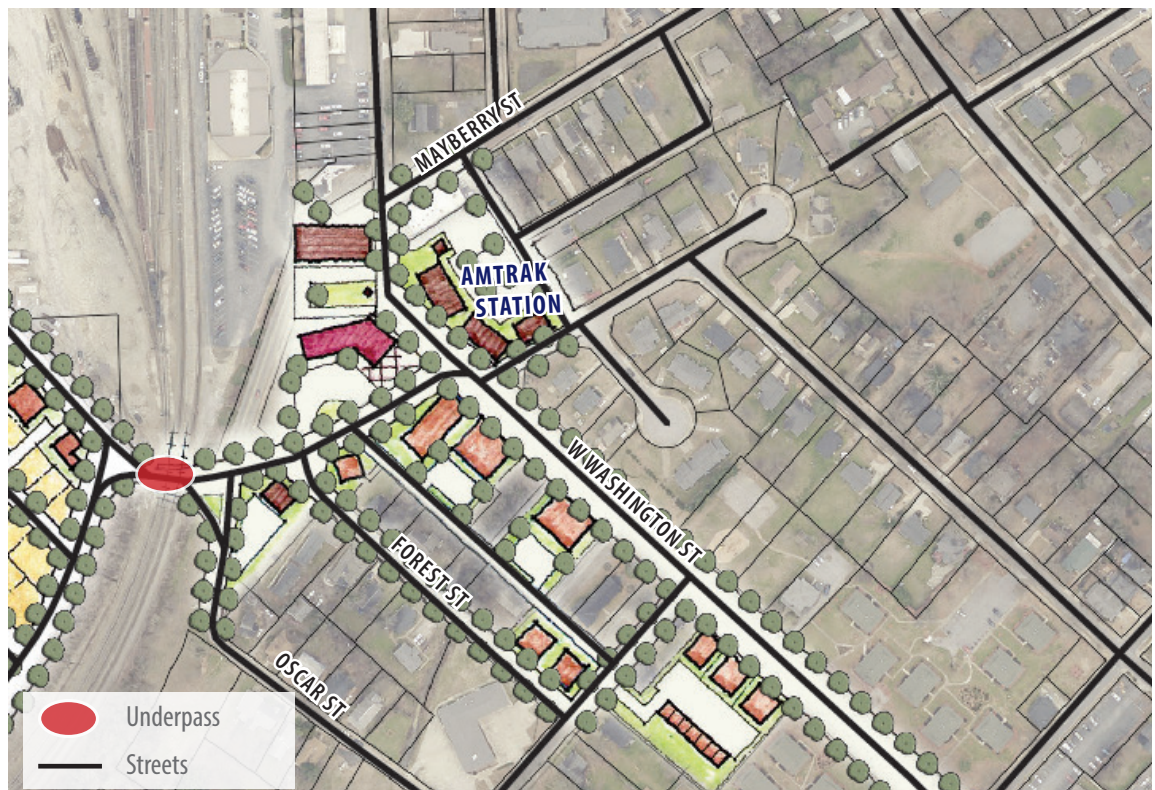 MAYBERRY ST
AMTRAK
STATION
W WASHINGTON ST
FOREST ST
OSCAR ST
Underpass
Streets